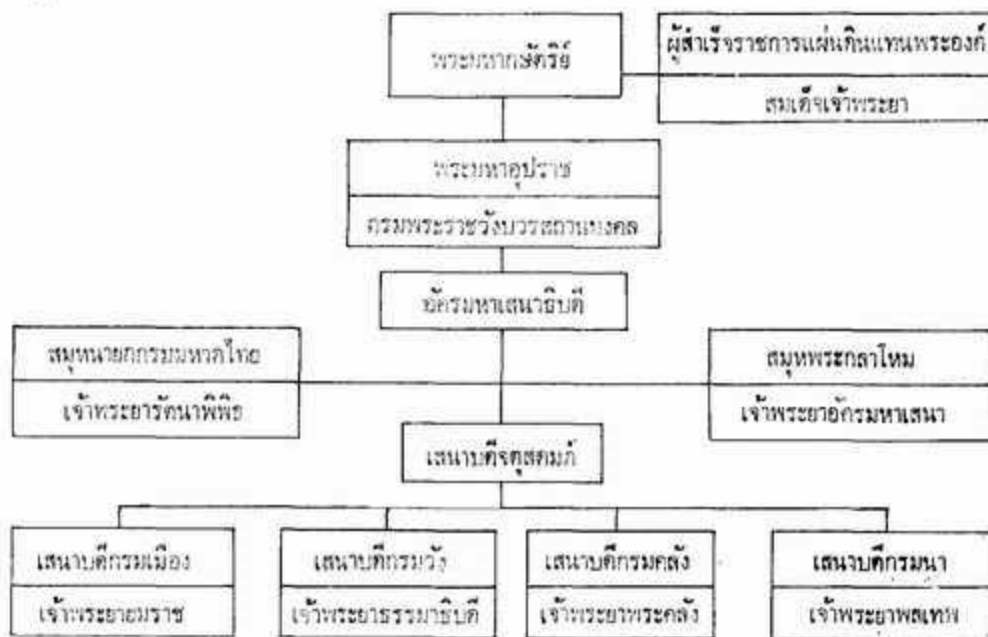 พระมหากษัตริย์
ผู้สำเร็จราชการแผ่นดินแทนพระองค์
สมเด็จเจ้าพระยา
พระมหาอุปราช
กรมพระราชวังบวรสถานมงคล
อัครมหาเสนาธิบดี
สมุหนายกกรมมหาดไทย
เจ้าพระยารัตนาพิพิธ
สมุหพระกลาโหม
เจ้าพระยาอัครมหาเสนา
เสนาบดีจตุสดมภ์
เสนาบดีกรมเมือง
เจ้าพระยายมราช
เสนาบดีกรมวัง
เจ้าพระยาธรรมาธิบดี
เสนาบดีกรมคลัง
เจ้าพระยาพระคลัง
เสนาบดีกรมนา
เจ้าพระยาพลเทพ